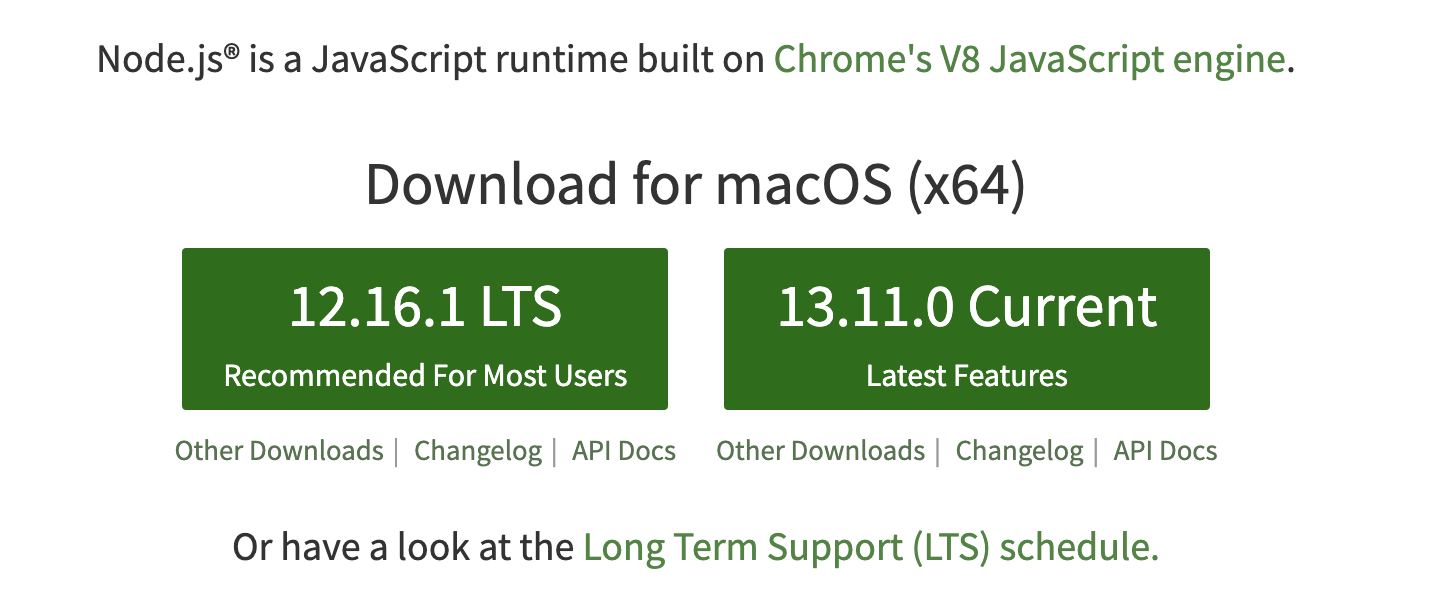 Node.js® is a JavaScript runtime built on Chrome's V8 JavaScript engine.
Download for macOS (x64)
12.16.1 LTS
Recommended For Most Users
13.11.0 Current
Latest Features
Other Downloads | Changelog | API Docs
Other Downloads | Changelog | API Docs
Or have a look at the Long Term Support (LTS) schedule.